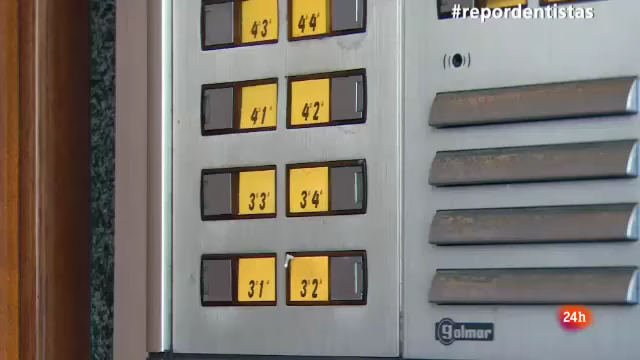 #repordentistas
4º3ª 4º4ª
4º1ª 4º2ª
3º3ª 3º4ª
3º1ª 3º2ª
24h
golmar